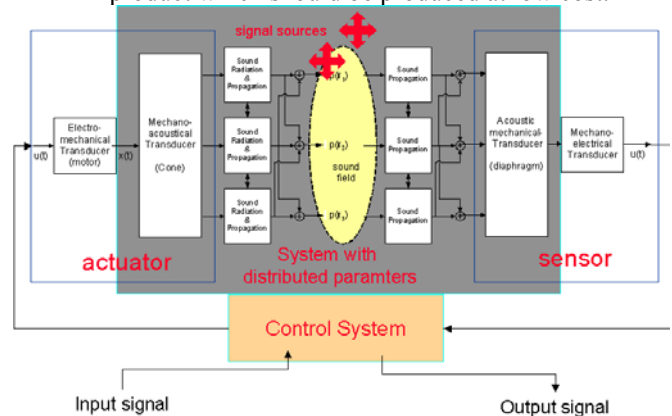 signal sources
Sound
Radiation
&
Propagation
Sound
Radiation
&
Propagation
Sound
Radiation
&
Propagation
Electro-
mechanical
Transducer
(motor)
u(t)
x(t)
Mechano-
acoustical
Transducer
(Cone)
p(r₂)
sound
field
Sound
Propagation
Sound
Propagation
Sound
Propagation
Acoustic
mechanical-
Transducer
(diaphragm)
Mechano-
electrical
Transducer
u(t)
actuator
System with
distributed paramters
sensor
Control System
Input signal
Output signal